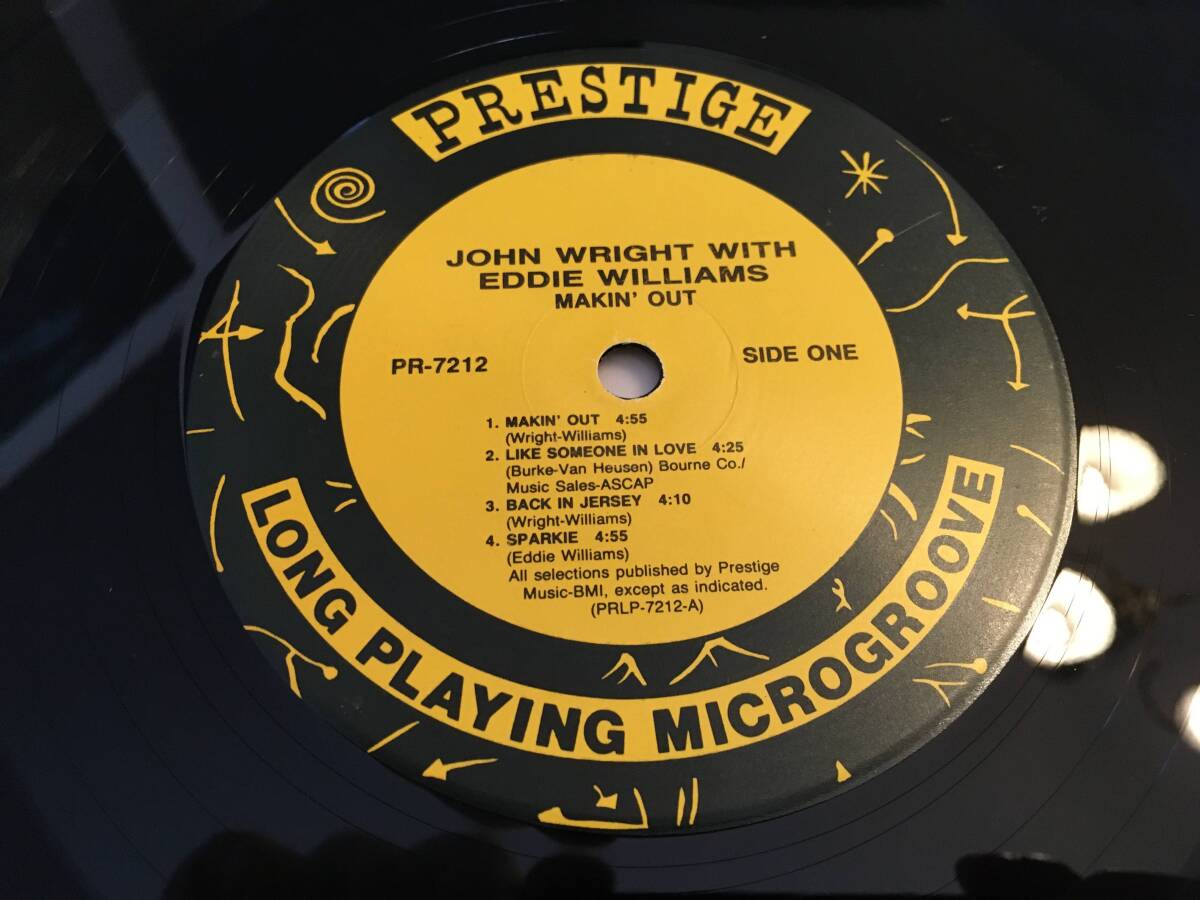 PRESTIGE
JOHN WRIGHT WITH
EDDIE WILLIAMS
MAKIN' OUT
PR-7212
SIDE ONE
1. MAKIN' OUT 4:55
(Wright-Williams)
2. LIKE SOMEONE IN LOVE 4:25
(Burke-Van Heusen) Bourne Co./
Music Sales-ASCAP
3. BACK IN JERSEY 4:10
(Wright-Williams)
4. SPARKIE 4:55
(Eddie Williams)
All selections published by Prestige
Music-BMI, except as indicated.
(PRLP-7212-A)
LONG PLAYING MICROGROOVE